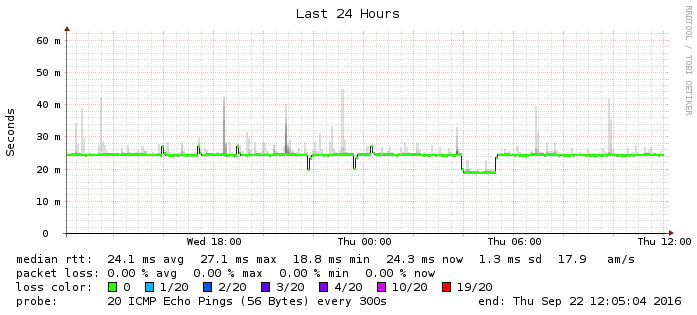 Last 24 Hours
RRDTOOL / TOBI OETIKER
Seconds
60 m
50 m
40 m
30 m
20 m
10 m
0
Wed 18:00 Thu 00:00 Thu 06:00 Thu 12:00
median rtt: 24.1 ms avg 27.1 ms max 18.8 ms min 24.3 ms now 1.3 ms sd 17.9 am/s
packet loss: 0.00 % avg 0.00 % max 0.00 % min 0.00 % now
loss color: 0 1/20 2/20 3/20 4/20 10/20 19/20
probe: 20 ICMP Echo Pings (56 Bytes) every 300s end: Thu Sep 22 12:05:04 2016